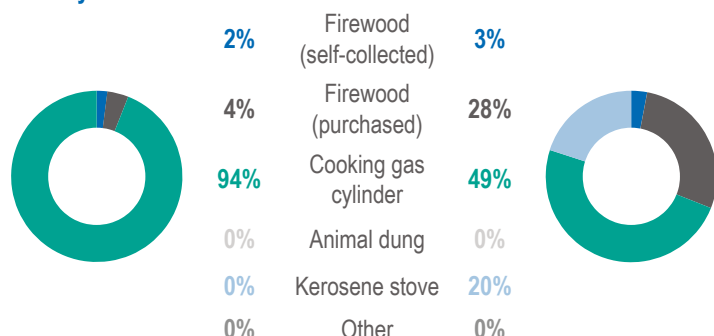 Firewood
2% (self-collected) 3%
Firewood
4% (purchased) 28%
Cooking gas
94% cylinder 49%
0% Animal dung 0%
0% Kerosene stove 20%
0% Other 0%